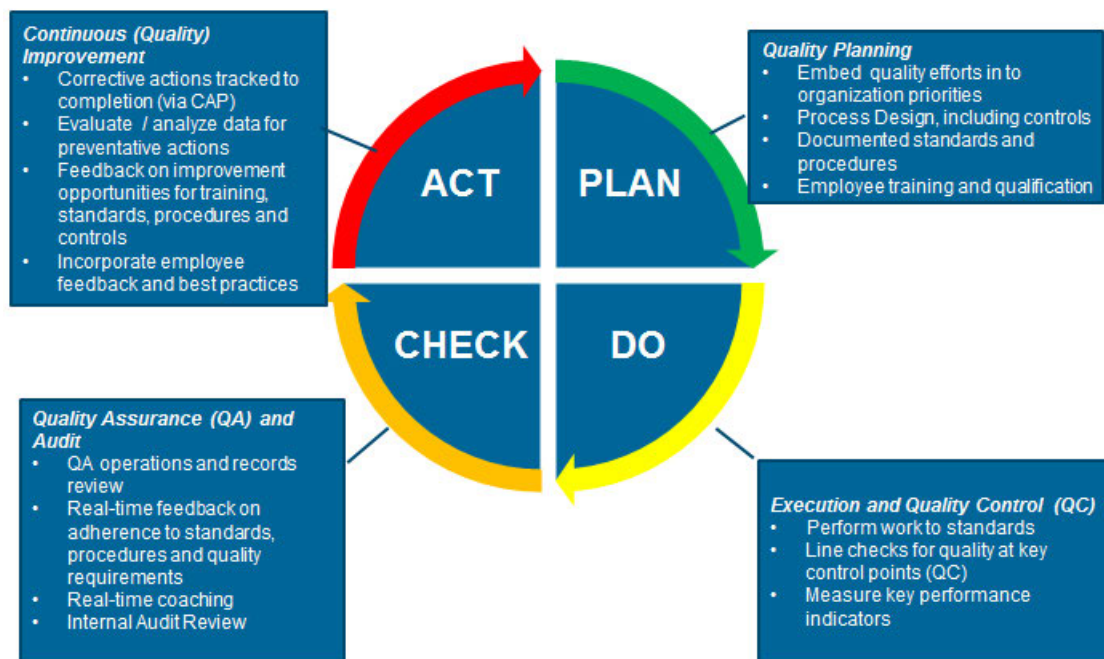 Continuous (Quality)
Improvement
• Corrective actions tracked to
completion (via CAP)
• Evaluate / analyze data for
preventative actions
• Feedback on improvement
opportunities for training,
standards, procedures and
controls
• Incorporate employee
feedback and best practices
Quality Planning
• Embed quality efforts in to
organization priorities
• Process Design, including controls
• Documented standards and
procedures
• Employee training and qualification
ACT
PLAN
CHECK
DO
Quality Assurance (QA) and
Audit
• QA operations and records
review
• Real-time feedback on
adherence to standards,
procedures and quality
requirements
• Real-time coaching
• Internal Audit Review
Execution and Quality Control (QC)
• Perform work to standards
• Line checks for quality at key
control points (QC)
• Measure key performance
indicators